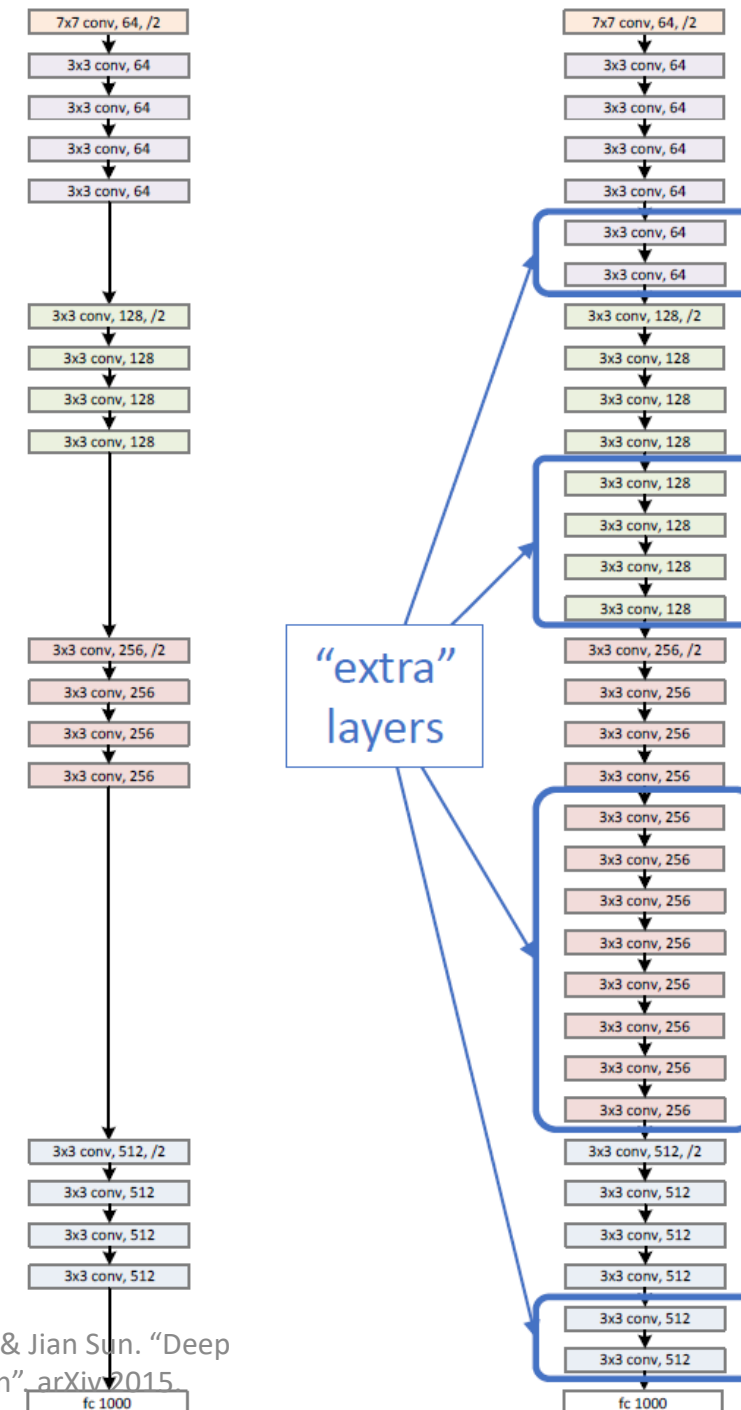 7x7 conv, 64, /2
3x3 conv, 64
3x3 conv, 64
3x3 conv, 64
3x3 conv, 64
3x3 conv, 128, /2
3x3 conv, 128
3x3 conv, 128
3x3 conv, 128
3x3 conv, 256, /2
3x3 conv, 256
3x3 conv, 256
3x3 conv, 256
3x3 conv, 512, /2
3x3 conv, 512
3x3 conv, 512
3x3 conv, 512
& Jian Sun. “Deep
n”. arXiv 2015.
fc 1000
“extra”
layers
7x7 conv, 64, /2
3x3 conv, 64
3x3 conv, 64
3x3 conv, 64
3x3 conv, 64
3x3 conv, 64
3x3 conv, 64
3x3 conv, 128, /2
3x3 conv, 128
3x3 conv, 128
3x3 conv, 128
3x3 conv, 128
3x3 conv, 128
3x3 conv, 128
3x3 conv, 128
3x3 conv, 256, /2
3x3 conv, 256
3x3 conv, 256
3x3 conv, 256
3x3 conv, 256
3x3 conv, 256
3x3 conv, 256
3x3 conv, 256
3x3 conv, 256
3x3 conv, 256
3x3 conv, 256
3x3 conv, 256
3x3 conv, 512, /2
3x3 conv, 512
3x3 conv, 512
3x3 conv, 512
3x3 conv, 512
3x3 conv, 512
fc 1000